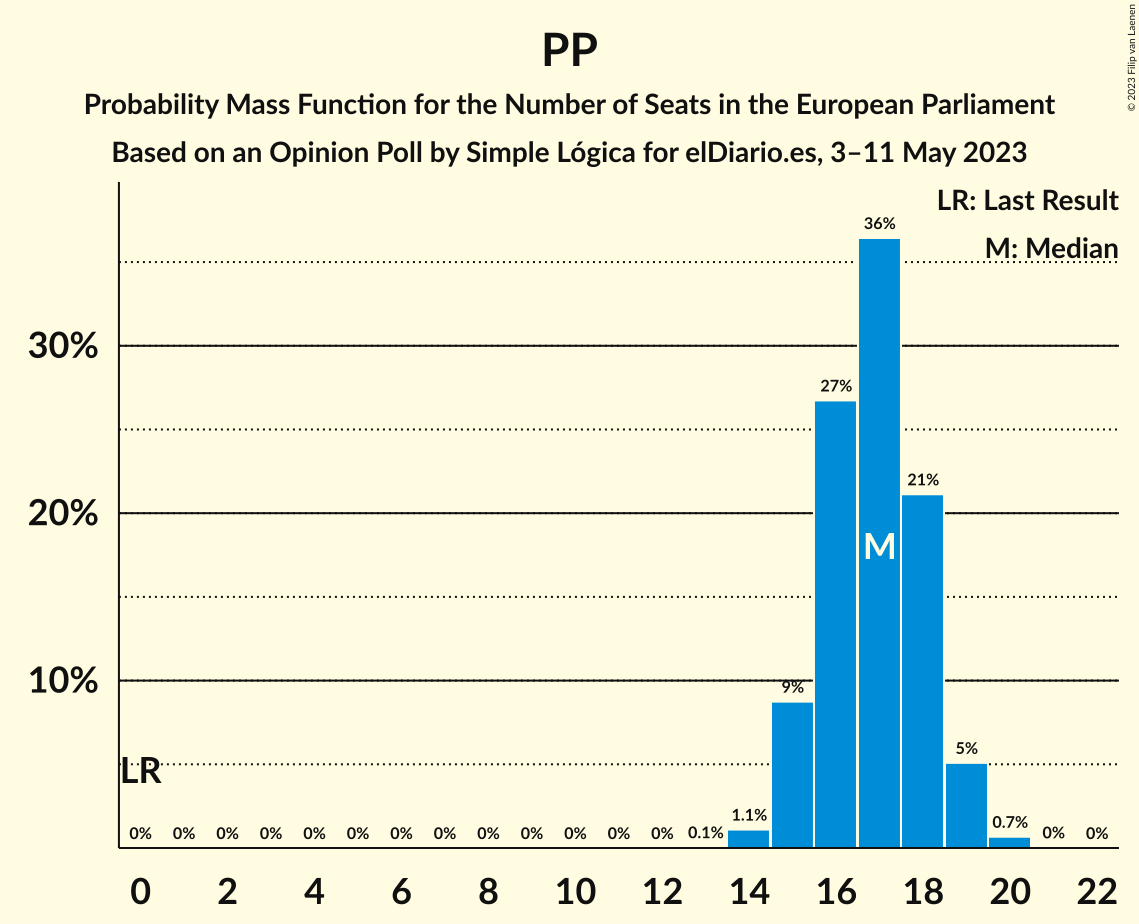 PP
Probability Mass Function for the Number of Seats in the European Parliament
Based on an Opinion Poll by Simple Lógica for elDiario.es, 3–11 May 2023
© 2023 Filip van Laenen
LR: Last Result
M: Median
30%
20%
10%
LR
M
0% 0% 0% 0% 0% 0% 0% 0% 0% 0% 0% 0% 0% 0.1% 1.1% 9% 27% 36% 21% 5% 0.7% 0% 0%
0 2 4 6 8 10 12 14 16 18 20 22